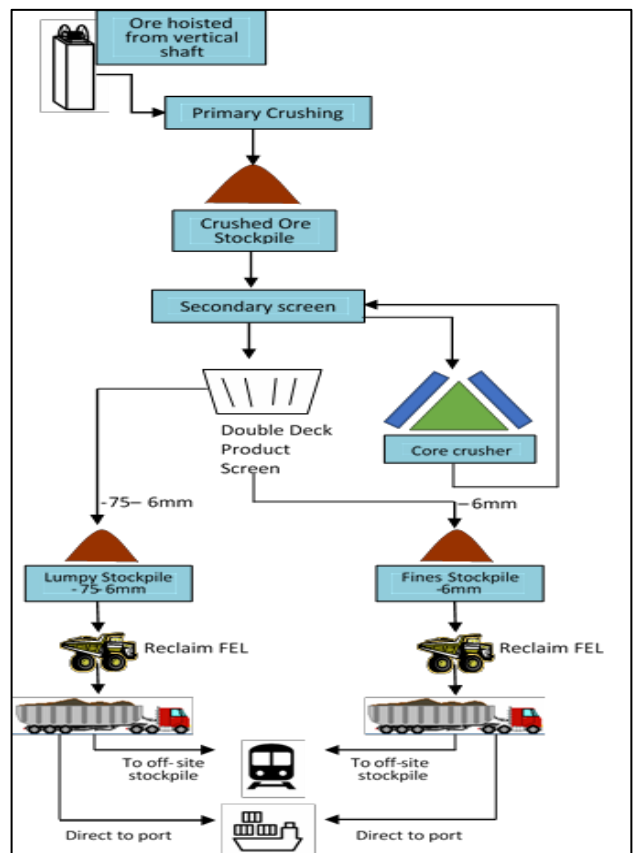 Ore hoisted
from vertical
shaft
Primary Crushing
Crushed Ore
Stockpile
Secondary screen
Double Deck
Product
Screen
Core crusher
-75– 6mm
–6mm
Lumpy Stockpile
- 75-6mm
Fines Stockpile
-6mm
Reclaim FEL
Reclaim FEL
To off-site
stockpile
To off-site
stockpile
Direct to port
Direct to port